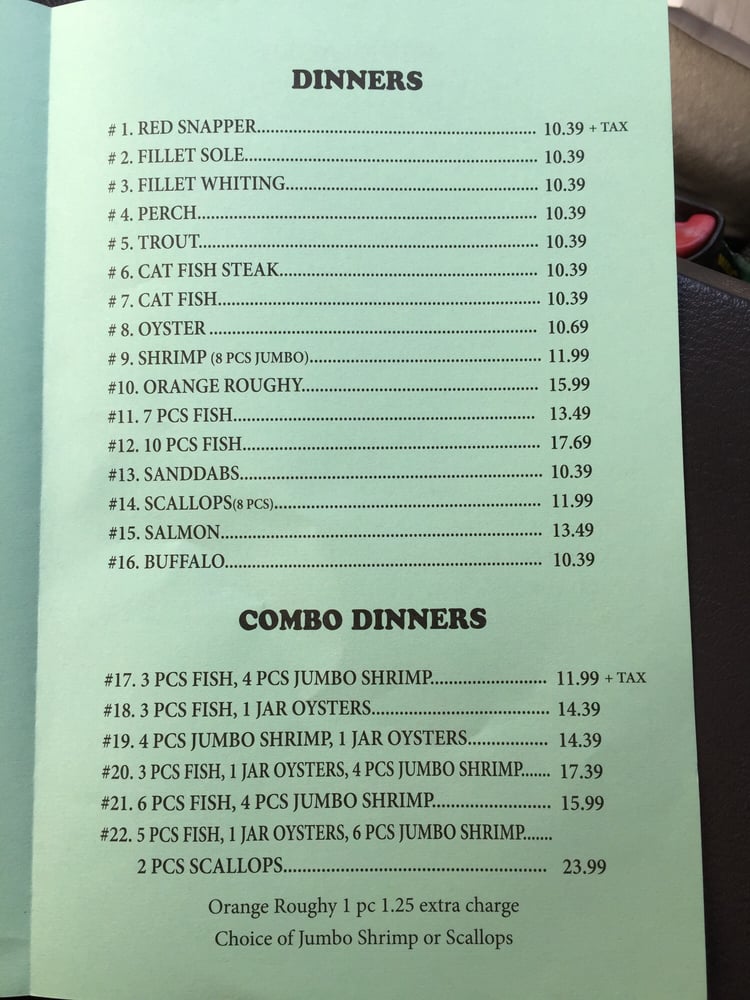 DINNERS
# 1. RED SNAPPER.......................................................... 10.39 + TAX
# 2. FILLET SOLE............................................................ 10.39
# 3. FILLET WHITING.................................................... 10.39
# 4. PERCH...................................................................... 10.39
# 5. TROUT...................................................................... 10.39
# 6. CAT FISH STEAK...................................................... 10.39
# 7. CAT FISH.................................................................. 10.39
# 8. OYSTER .................................................................... 10.69
# 9. SHRIMP (8 PCS JUMBO)............................................... 11.99
#10. ORANGE ROUGHY................................................. 15.99
#11. 7 PCS FISH.............................................................. 13.49
#12. 10 PCS FISH............................................................. 17.69
#13. SANDDABS.............................................................. 10.39
#14. SCALLOPS(8 PCS)....................................................... 11.99
#15. SALMON.................................................................. 13.49
#16. BUFFALO................................................................. 10.39
COMBO DINNERS
#17. 3 PCS FISH, 4 PCS JUMBO SHRIMP......................... 11.99 + TAX
#18. 3 PCS FISH, 1 JAR OYSTERS...................................... 14.39
#19. 4 PCS JUMBO SHRIMP, 1 JAR OYSTERS................. 14.39
#20. 3 PCS FISH, 1 JAR OYSTERS, 4 PCS JUMBO SHRIMP....... 17.39
#21. 6 PCS FISH, 4 PCS JUMBO SHRIMP......................... 15.99
#22. 5 PCS FISH, 1 JAR OYSTERS, 6 PCS JUMBO SHRIMP.......
2 PCS SCALLOPS......................................................... 23.99
Orange Roughy 1 pc 1.25 extra charge
Choice of Jumbo Shrimp or Scallops